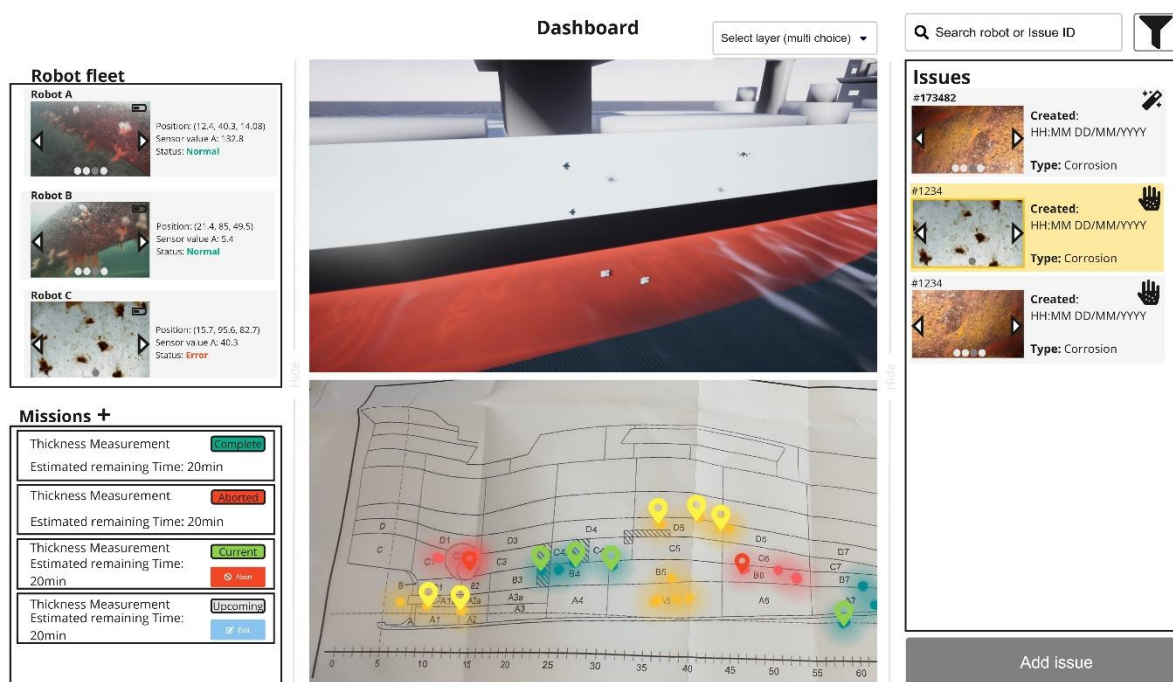 Dashboard
Select layer (multi choice)
Search robot or Issue ID
Robot fleet
Robot A
Position: (12.4, 40.3, 14.08)
Sensor value A: 132.8
Status: Normal
Robot B
Position: (21.4, 85, 49.5)
Sensor value A: 5.4
Status: Normal
Robot C
Position: (15.7, 95.6, 82.7)
Sensor value A: 40.3
Status: Error
Missions +
Thickness Measurement
Complete
Estimated remaining Time: 20min
Thickness Measurement
Aborted
Estimated remaining Time: 20min
Thickness Measurement
Current
Estimated remaining Time:
20min
Abort
Thickness Measurement
Upcoming
Estimated remaining Time:
20min
Hide
D
D1
D3
D4
D5
D6
D7
C
C1
C3
C4
C5
C6
C7
B
B2
B3
B4
B5
B6
B7
A
A1
A2
A2a
A3a
A3
A4
A5
A6
A7
0 5 10 15 20 25 30 35 40 45 50 55 60
Hide
Issues
#173482
Created:
HH:MM DD/MM/YYYY
Type: Corrosion
#1234
Created:
HH:MM DD/MM/YYYY
Type: Corrosion
#1234
Created:
HH:MM DD/MM/YYYY
Type: Corrosion
Add issue